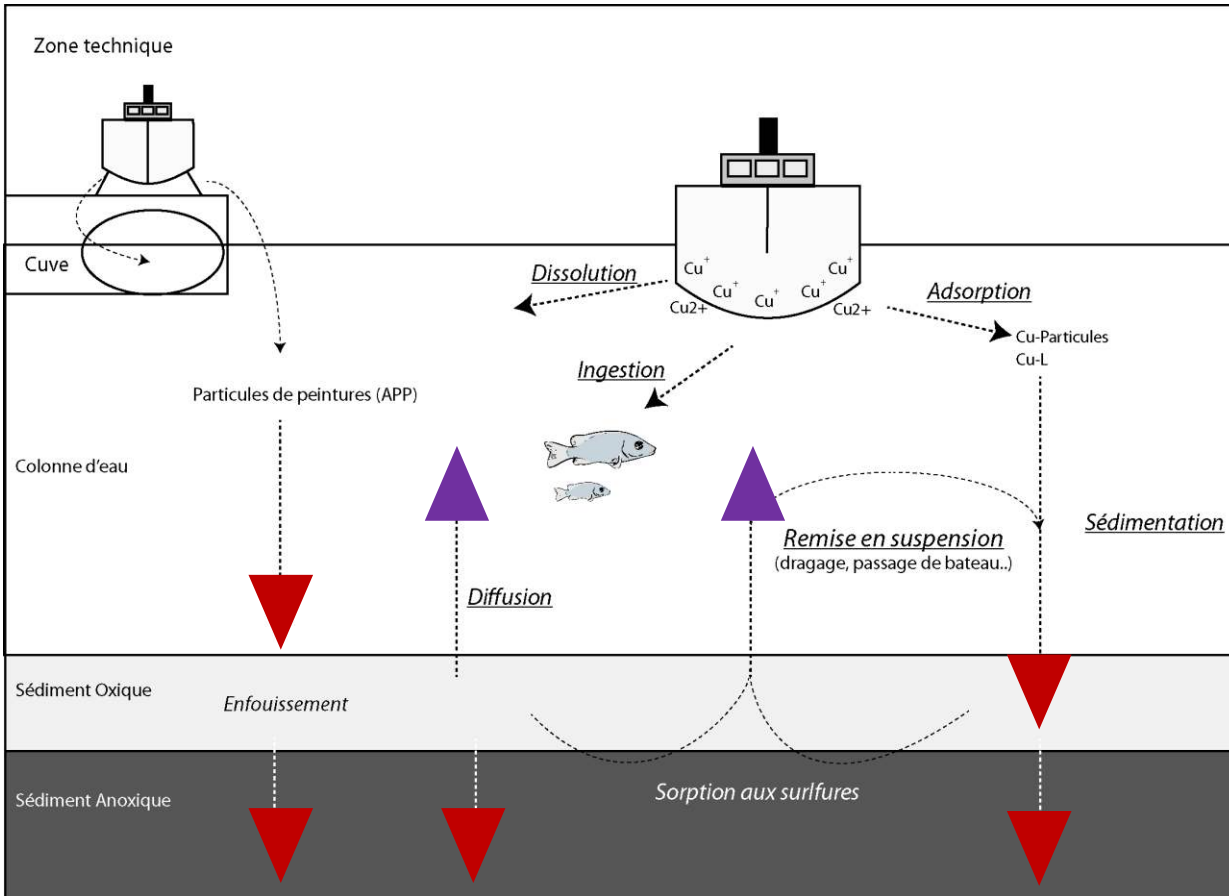 Zone technique
Cuve
Dissolution
Cu+
Cu+
Cu+
Cu+
Cu+
Cu2+
Cu2+
Adsorption
Cu-Particules
Cu-L
Ingestion
Particules de peintures (APP)
Colonne d'eau
Remise en suspension
(dragage, passage de bateau..)
Sédimentation
Diffusion
Sédiment Oxique
Enfouissement
Sédiment Anoxique
Sorption aux surlfures